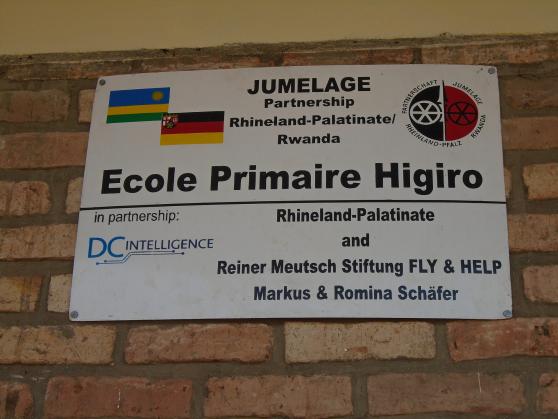 JUMELAGE
Partnership
Rhineland-Palatinate/
Rwanda
PARTNERSCHAFT JUMELAGE
RHEINLAND-PFALZ RWANDA
Ecole Primaire Higiro
in partnership:
DC INTELLIGENCE
Rhineland-Palatinate
and
Reiner Meutsch Stiftung FLY & HELP
Markus & Romina Schäfer